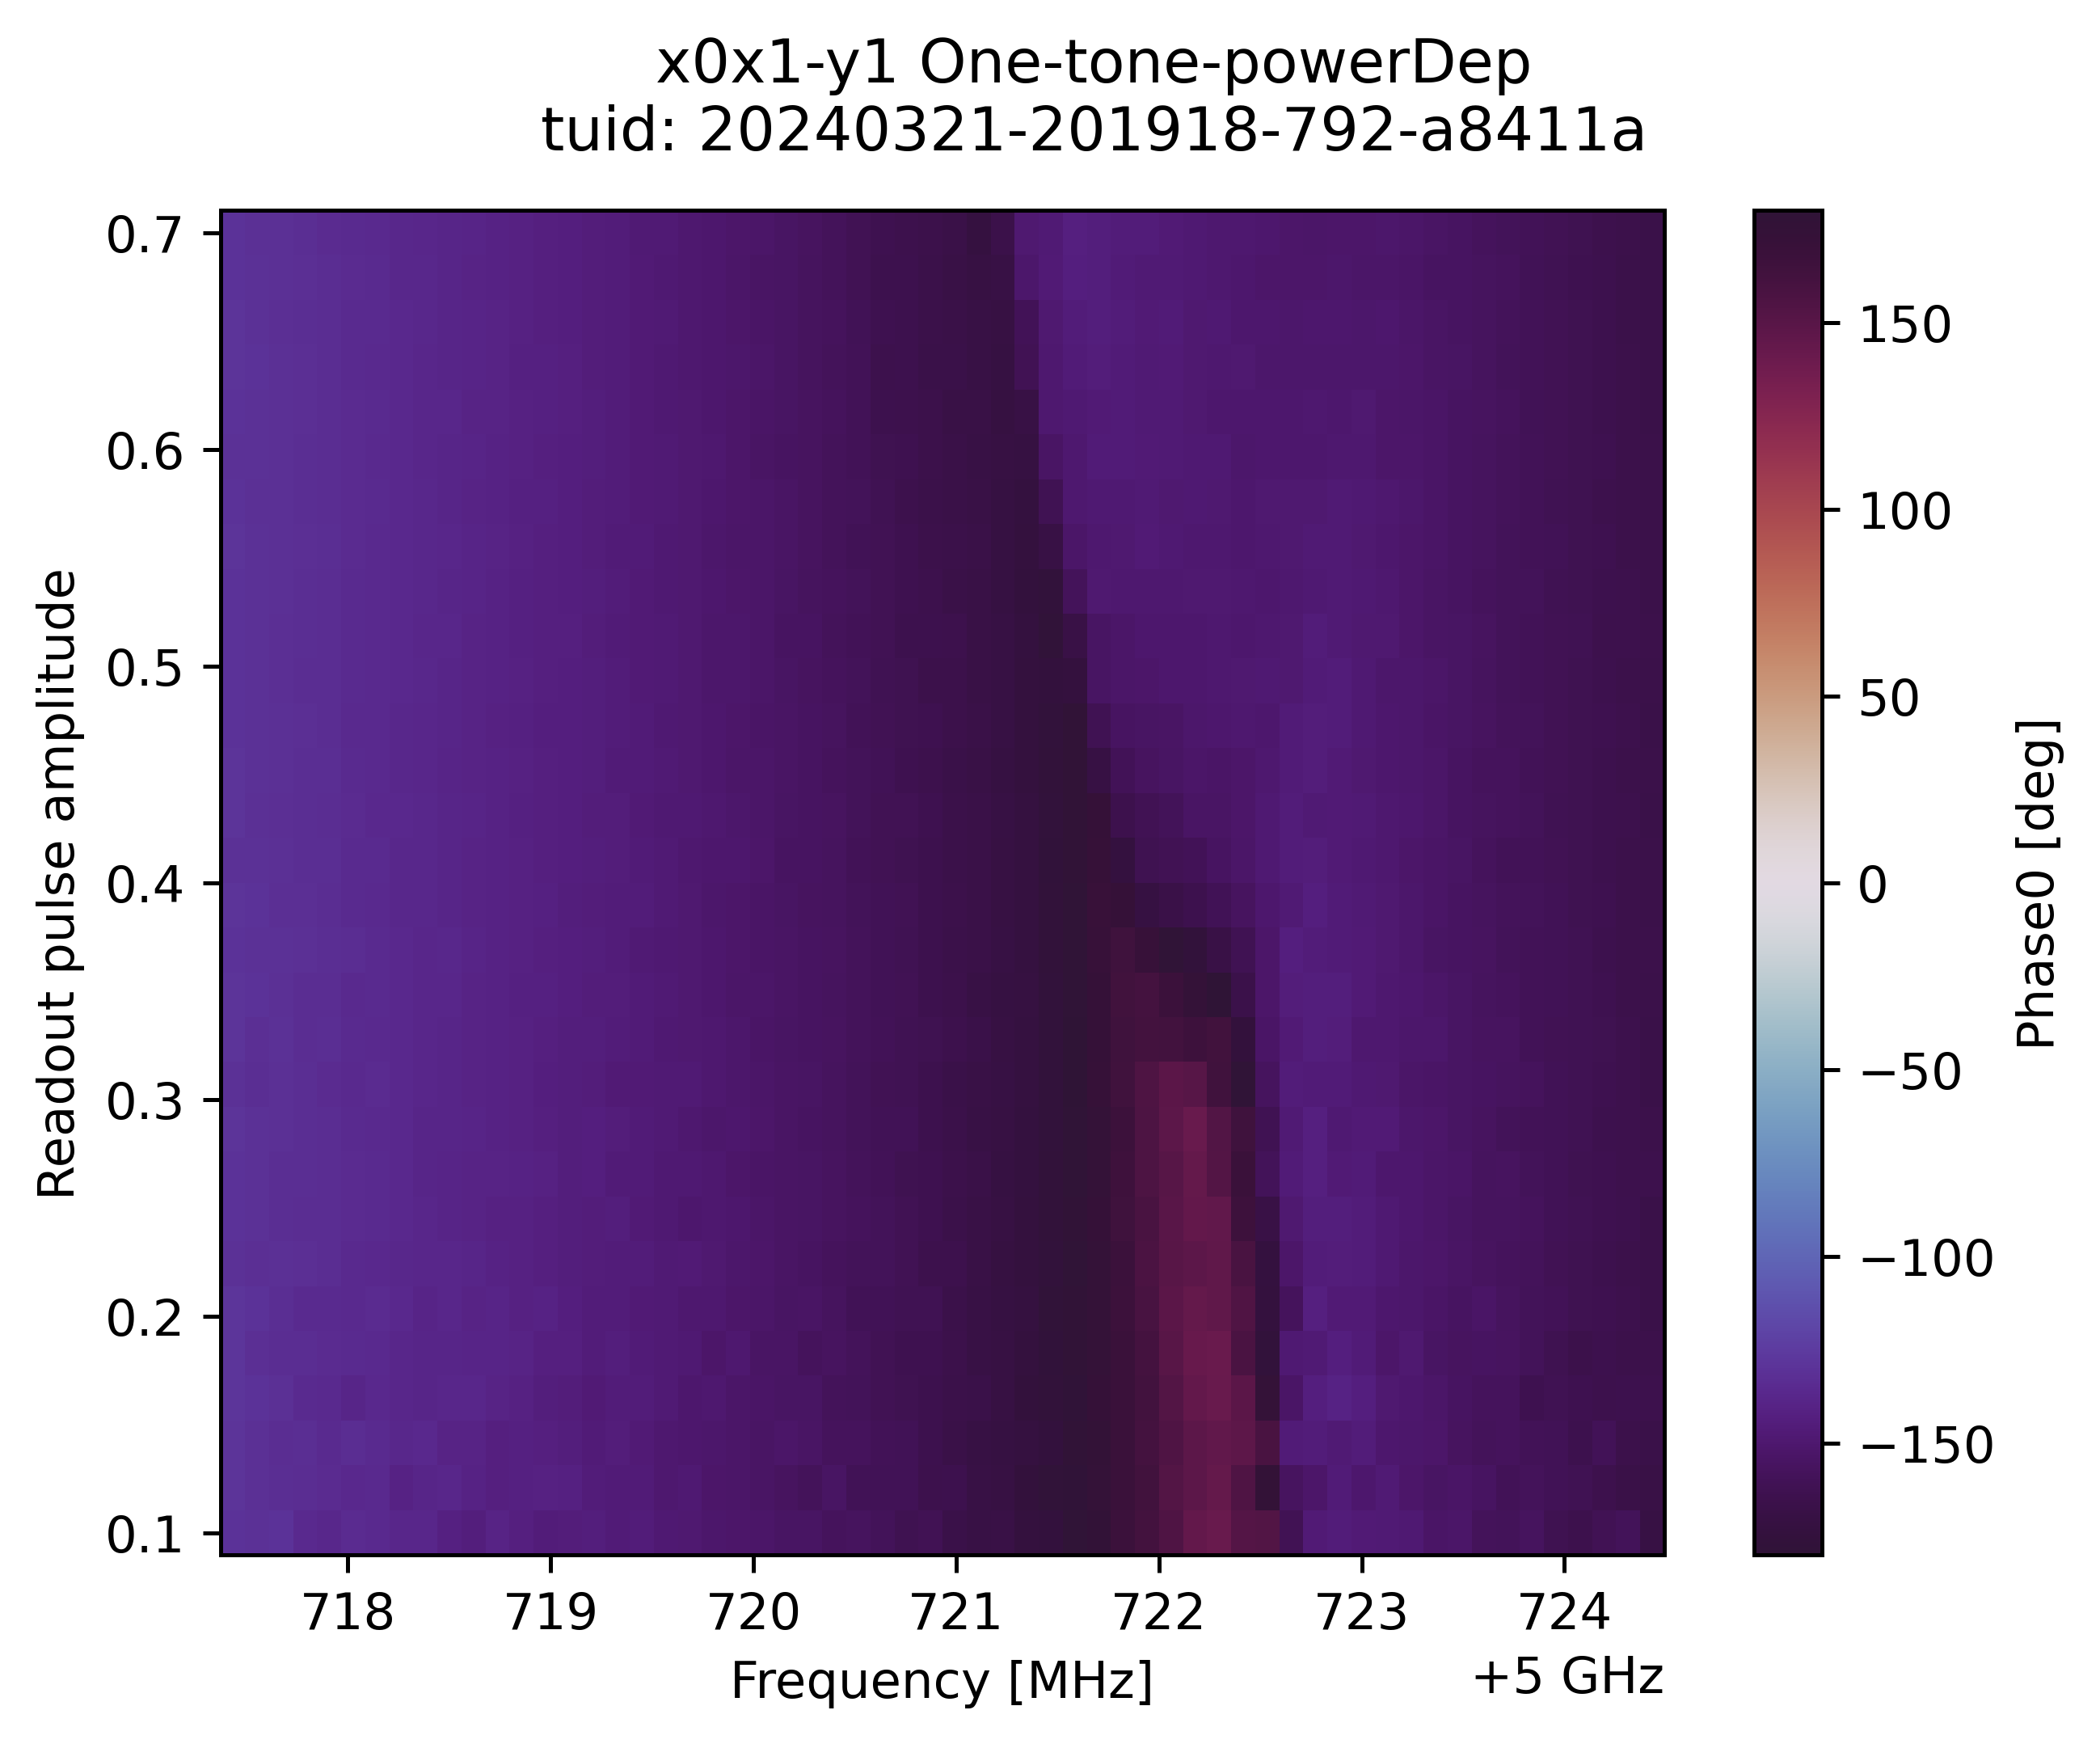 x0x1-y1 One-tone-powerDep
tuid: 20240321-201918-792-a8411a
0.7
0.6
0.5
0.4
0.3
0.2
0.1
Readout pulse amplitude
718 719 720 721 722 723 724
Frequency [MHz]
+5 GHz
150
100
50
0
−50
−100
−150
Phase0 [deg]